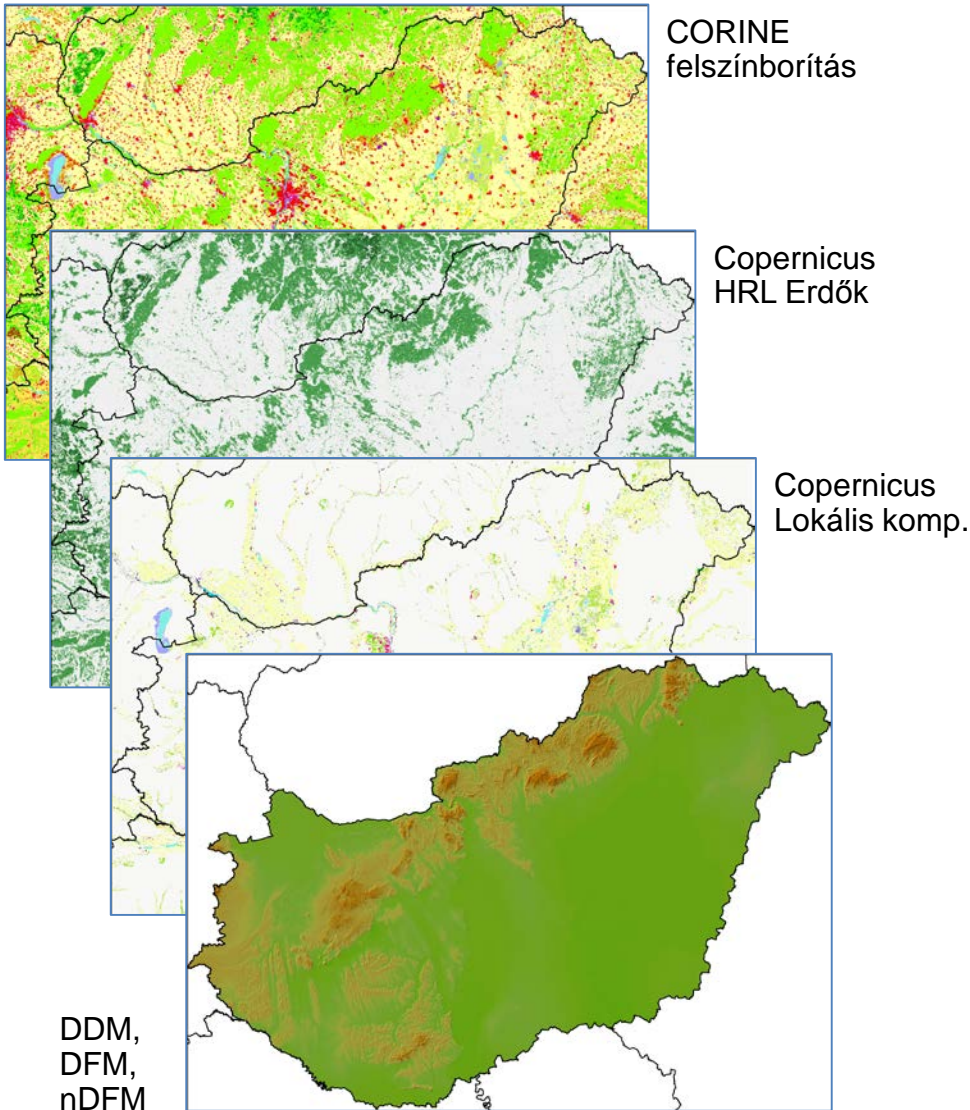 CORINE
felszínborítás
Copernicus
HRL Erdők
Copernicus
Lokális komp.
DDM,
DFM,
nDFM